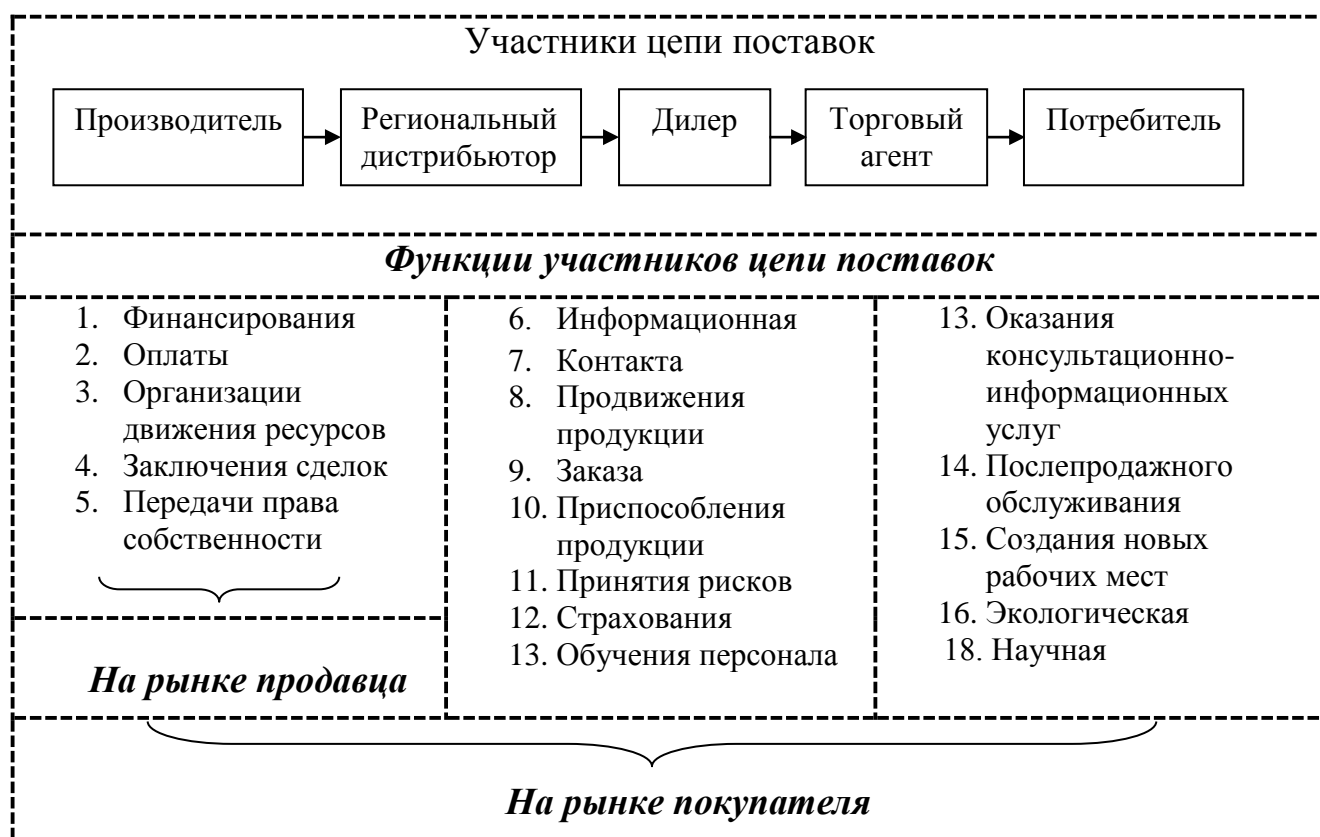 Участники цепи поставок
Производитель
Региональный
дистрибьютор
Дилер
Торговый
агент
Потребитель
Функции участников цепи поставок
1. Финансирования
2. Оплаты
3. Организации
движения ресурсов
4. Заключения сделок
5. Передачи права
собственности
На рынке продавца
6. Информационная
7. Контакта
8. Продвижения
продукции
9. Заказа
10. Приспособления
продукции
11. Принятия рисков
12. Страхования
13. Обучения персонала
13. Оказания
консультационно-
информационных
услуг
14. Послепродажного
обслуживания
15. Создания новых
рабочих мест
16. Экологическая
18. Научная
На рынке покупателя